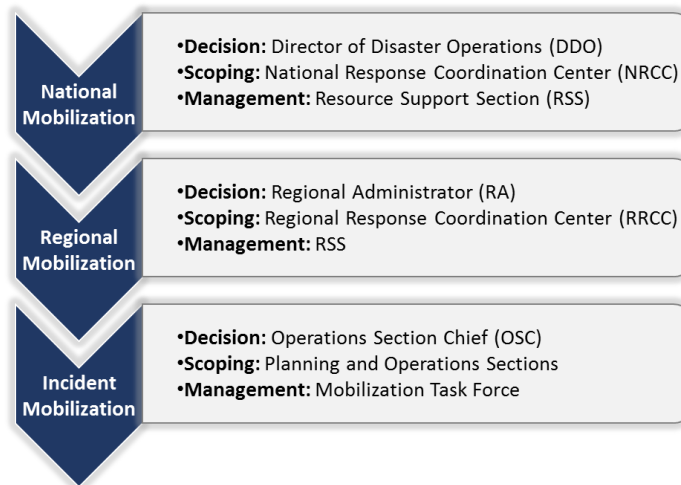 National
Mobilization
•Decision: Director of Disaster Operations (DDO)
•Scoping: National Response Coordination Center (NRCC)
•Management: Resource Support Section (RSS)
Regional
Mobilization
•Decision: Regional Administrator (RA)
•Scoping: Regional Response Coordination Center (RRCC)
•Management: RSS
Incident
Mobilization
•Decision: Operations Section Chief (OSC)
•Scoping: Planning and Operations Sections
•Management: Mobilization Task Force